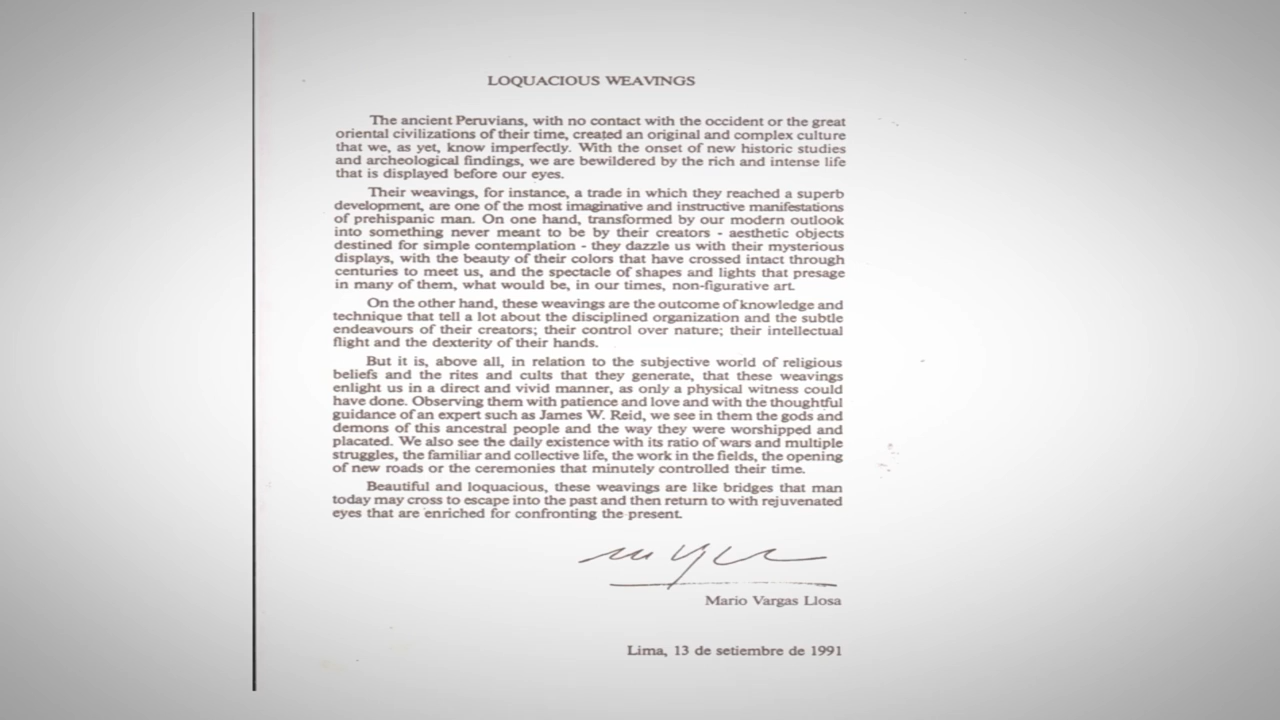 LOQUACIOUS WEAVINGS
The ancient Peruvians, with no contact with the occident or the great
oriental civilizations of their time, created an original and complex culture
that we, as yet, know imperfectly. With the onset of new historic studies
and archeological findings, we are bewildered by the rich and intense life
that is displayed before our eyes.
Their weavings, for instance, a trade in which they reached a superb
development, are one of the most imaginative and instructive manifestations
of prehispanic man. On one hand, transformed by our modern outlook
into something never meant to be by their creators - aesthetic objects
destined for simple contemplation - they dazzle us with their mysterious
displays, with the beauty of their colors that have crossed intact through
centuries to meet us, and the spectacle of shapes and lights that presage
in many of them, what would be, in our times, non-figurative art.
On the other hand, these weavings are the outcome of knowledge and
technique that tell a lot about the disciplined organization and the subtle
endeavours of their creators; their control over nature; their intellectual
flight and the dexterity of their hands.
But it is, above all, in relation to the subjective world of religious
beliefs and the rites and cults that they generate, that these weavings
enlight us in a direct and vivid manner, as only a physical witness could
have done. Observing them with patience and love and with the thoughtful
guidance of an expert such as James W. Reid, we see in them the gods and
demons of this ancestral people and the way they were worshipped and
placated. We also see the daily existence with its ratio of wars and multiple
struggles, the familiar and collective life, the work in the fields, the opening
of new roads or the ceremonies that minutely controlled their time.
Beautiful and loquacious, these weavings are like bridges that man
today may cross to escape into the past and then return to with rejuvenated
eyes that are enriched for confronting the present.
Mario Vargas Llosa
Lima, 13 de setiembre de 1991